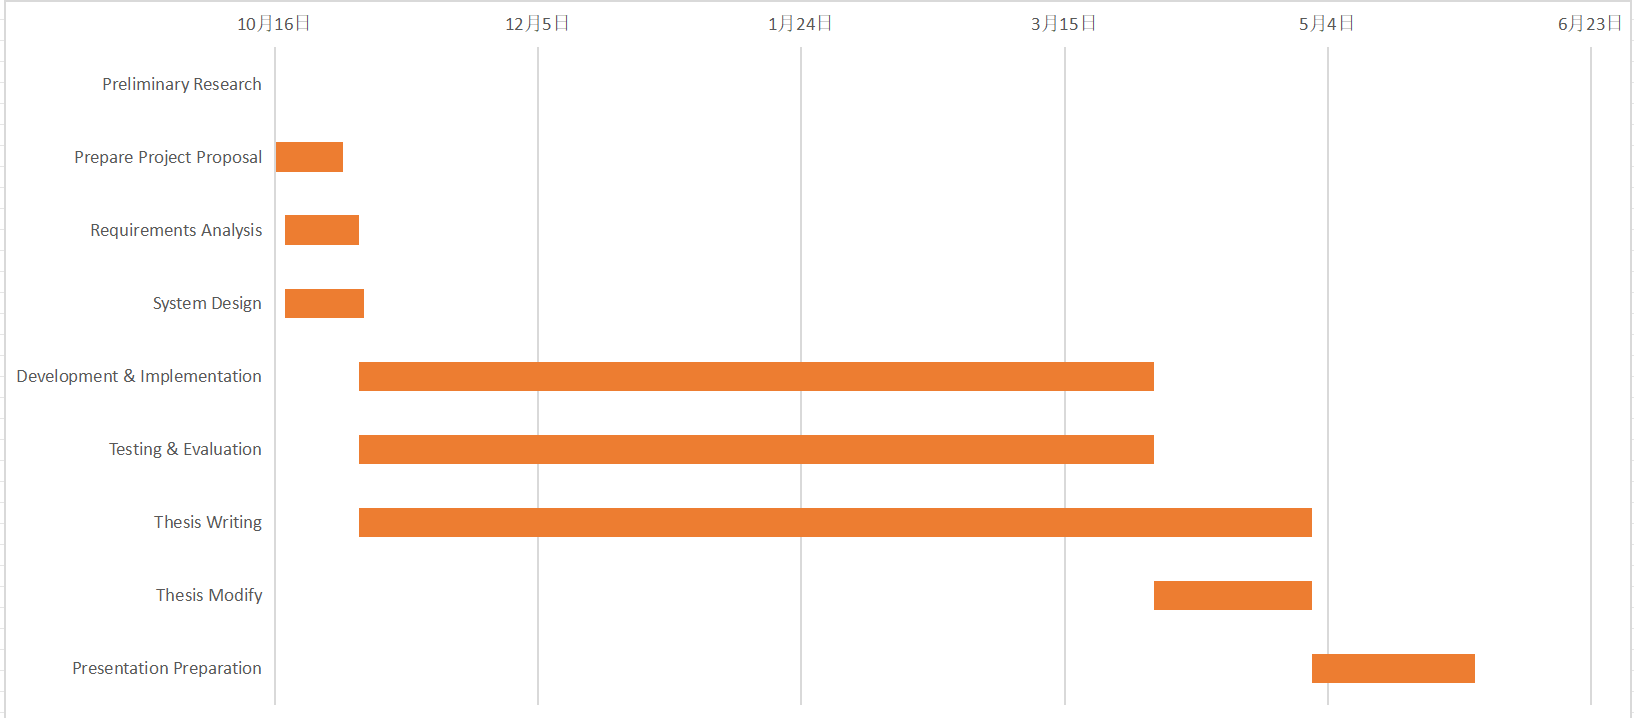 10月16日 12月5日 1月24日 3月15日 5月4日 6月23日
Preliminary Research
Prepare Project Proposal
Requirements Analysis
System Design
Development & Implementation
Testing & Evaluation
Thesis Writing
Thesis Modify
Presentation Preparation